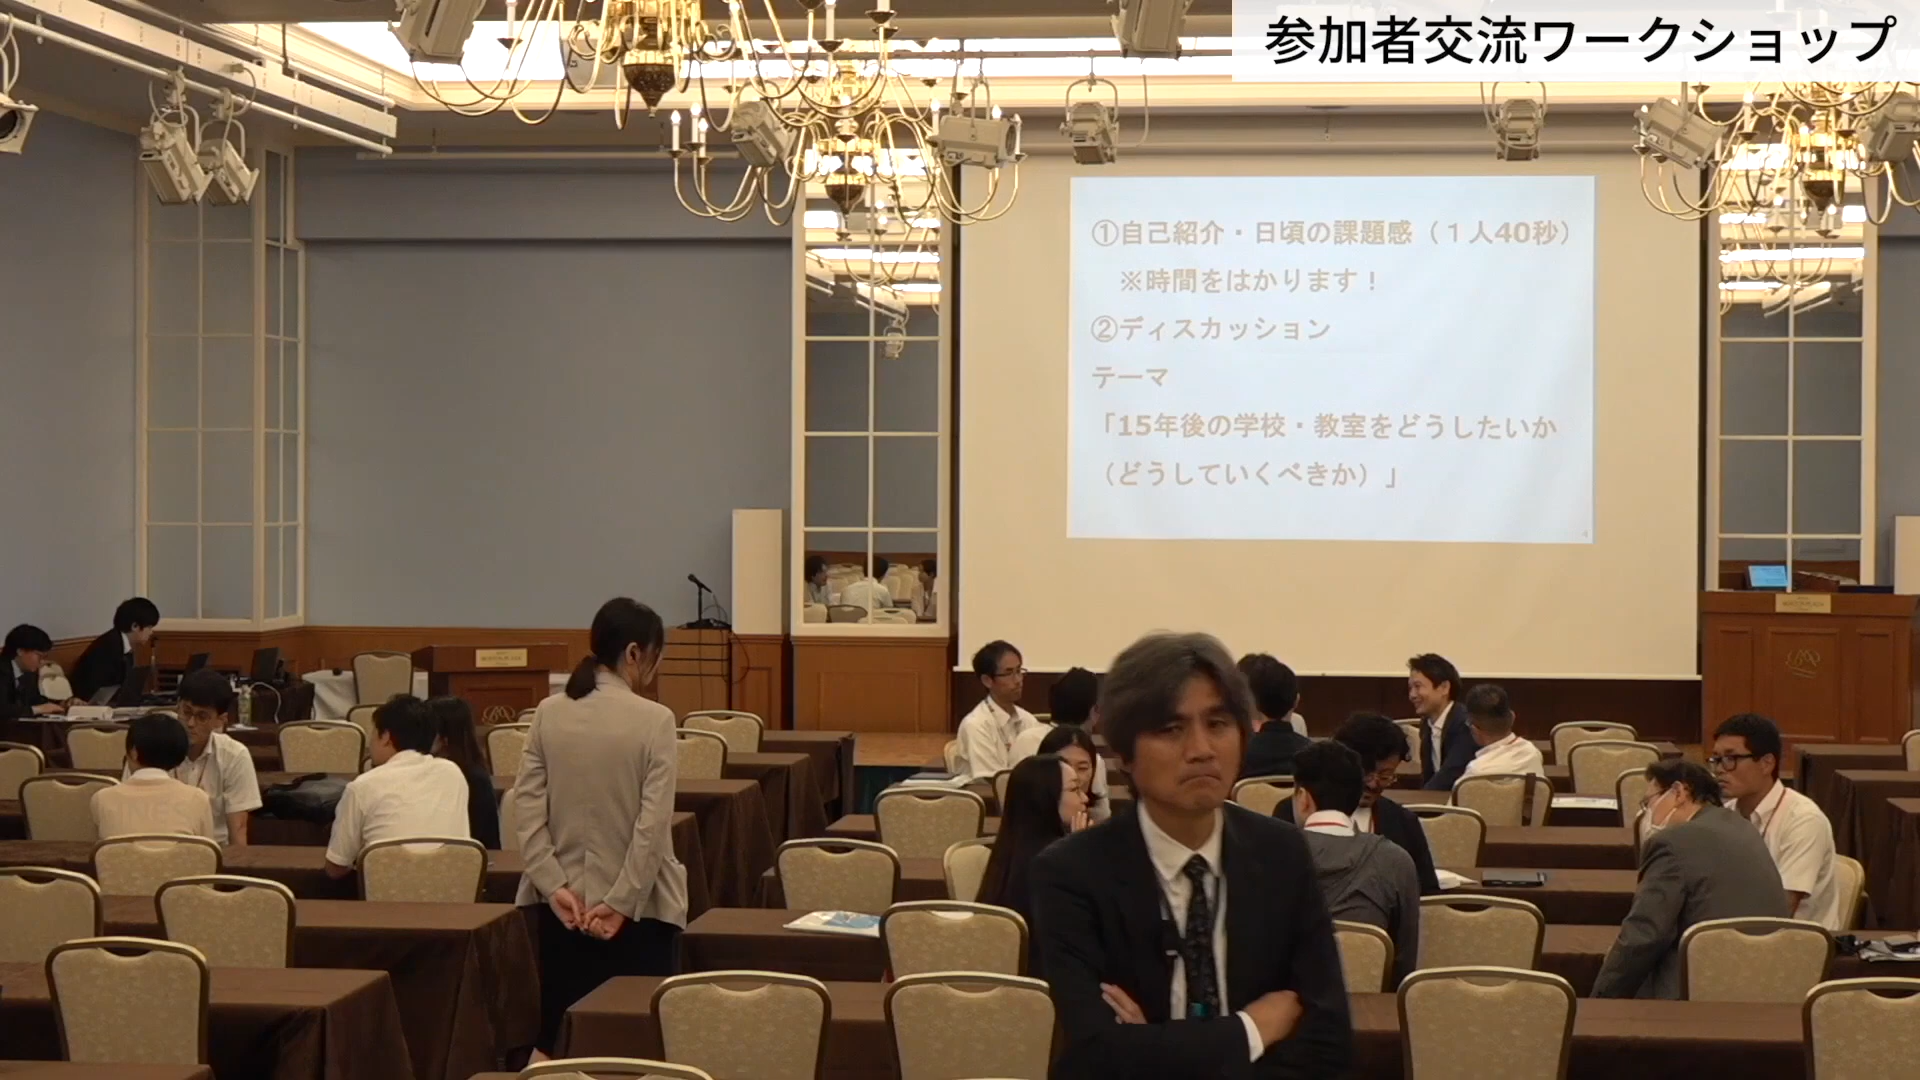 参加者交流ワークショップ
①自己紹介・日頃の課題感（１人40秒）
※時間をはかります！
②ディスカッション
テーマ
「15年後の学校・教室をどうしたいか
（どうしていくべきか）」